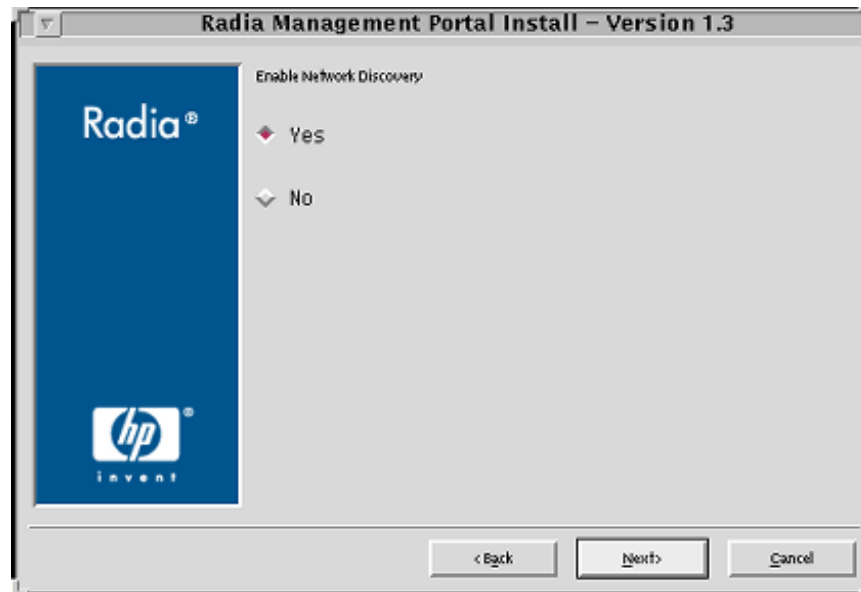 Radia Management Portal Install – Version 1.3
Enable Network Discovery
Radia®
Yes
No
hp®
invent
< Back
Next>
Cancel